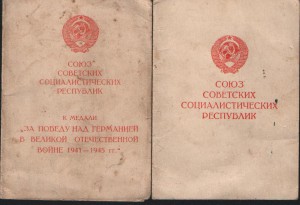 СОЮЗ
СОВЕТСКИХ
СОЦИАЛИСТИЧЕСКИХ
РЕСПУБЛИК
К МЕДАЛИ
„ЗА ПОБЕДУ НАД ГЕРМАНИЕЙ
В ВЕЛИКОЙ ОТЕЧЕСТВЕННОЙ
ВОЙНЕ 1941—1945 гг."
СОЮЗ
СОВЕТСКИХ
СОЦИАЛИСТИЧЕСКИХ
РЕСПУБЛИК